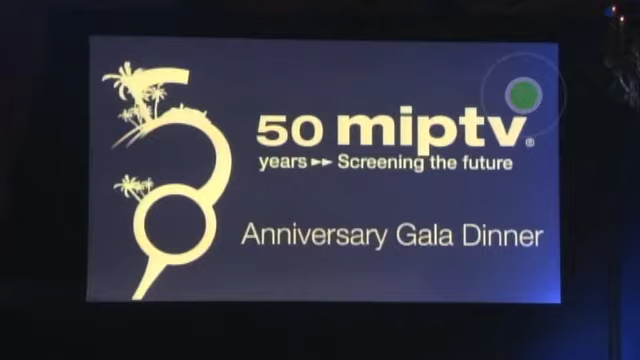 50 miptv®
years ►► Screening the future
Anniversary Gala Dinner